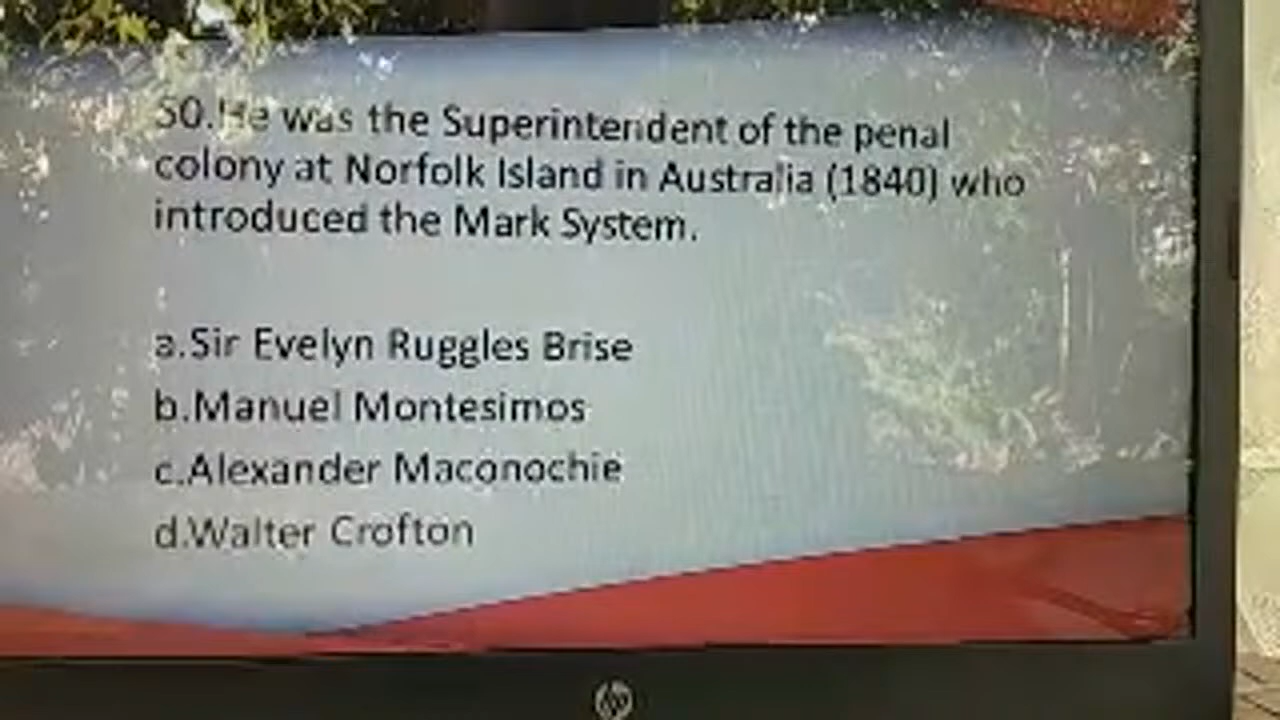 50.He was the Superintendent of the penal
colony at Norfolk Island in Australia (1840) who
introduced the Mark System.
a.Sir Evelyn Ruggles Brise
b.Manuel Montesimos
c.Alexander Maconochie
d.Walter Crofton
hp